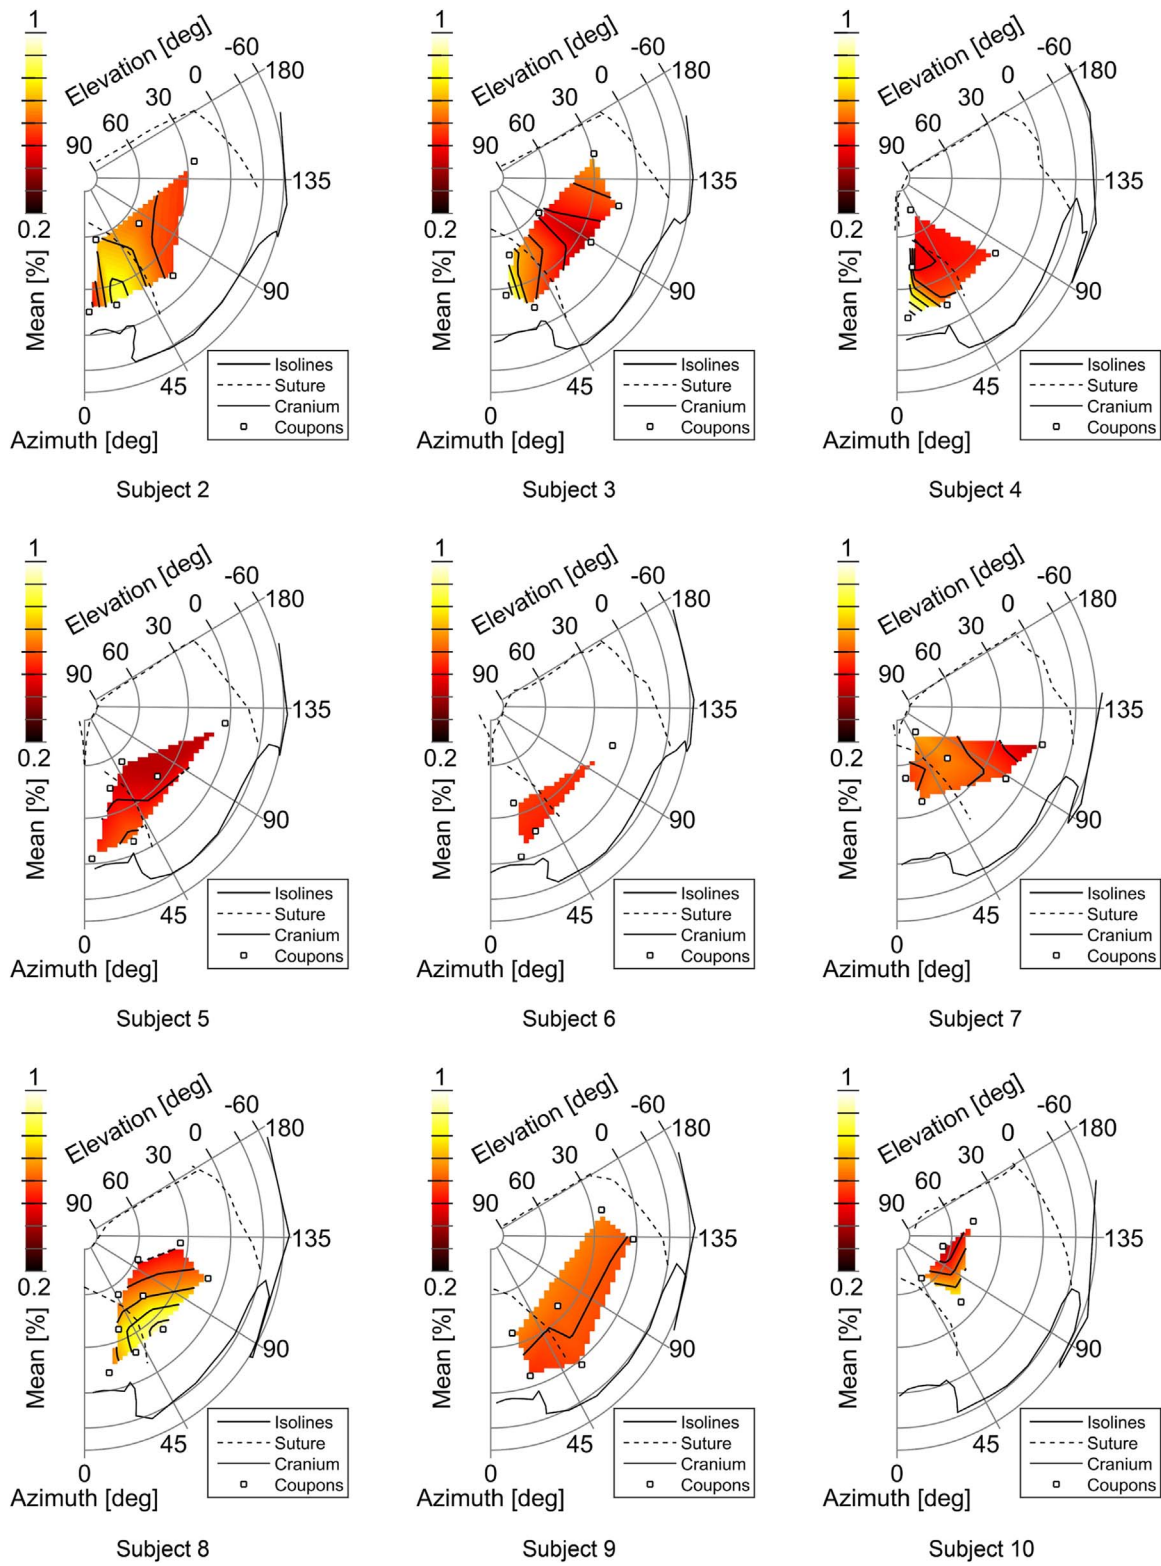 1
Mean [%]
0.2
Elevation [deg]
90
60
30
0
-60
180
135
90
45
0
Azimuth [deg]
Isolines
Suture
Cranium
Coupons
Subject 2
1
Mean [%]
0.2
Elevation [deg]
90
60
30
0
-60
180
135
90
45
0
Azimuth [deg]
Isolines
Suture
Cranium
Coupons
Subject 3
1
Mean [%]
0.2
Elevation [deg]
90
60
30
0
-60
180
135
90
45
0
Azimuth [deg]
Isolines
Suture
Cranium
Coupons
Subject 4
1
Mean [%]
0.2
Elevation [deg]
90
60
30
0
-60
180
135
90
45
0
Azimuth [deg]
Isolines
Suture
Cranium
Coupons
Subject 5
1
Mean [%]
0.2
Elevation [deg]
90
60
30
0
-60
180
135
90
45
0
Azimuth [deg]
Isolines
Suture
Cranium
Coupons
Subject 6
1
Mean [%]
0.2
Elevation [deg]
90
60
30
0
-60
180
135
90
45
0
Azimuth [deg]
Isolines
Suture
Cranium
Coupons
Subject 7
1
Mean [%]
0.2
Elevation [deg]
90
60
30
0
-60
180
135
90
45
0
Azimuth [deg]
Isolines
Suture
Cranium
Coupons
Subject 8
1
Mean [%]
0.2
Elevation [deg]
90
60
30
0
-60
180
135
90
45
0
Azimuth [deg]
Isolines
Suture
Cranium
Coupons
Subject 9
1
Mean [%]
0.2
Elevation [deg]
90
60
30
0
-60
180
135
90
45
0
Azimuth [deg]
Isolines
Suture
Cranium
Coupons
Subject 10